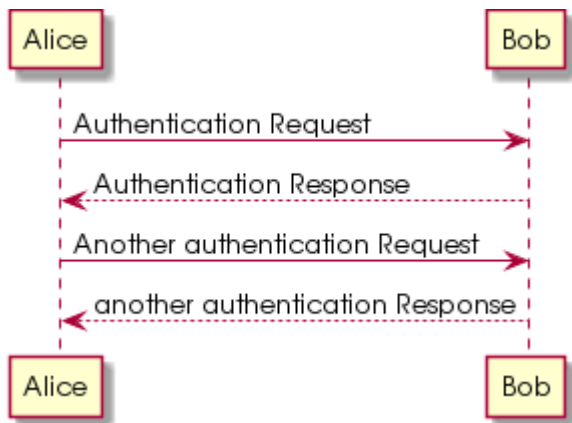 Alice
Bob
Authentication Request
Authentication Response
Another authentication Request
another authentication Response
Alice
Bob